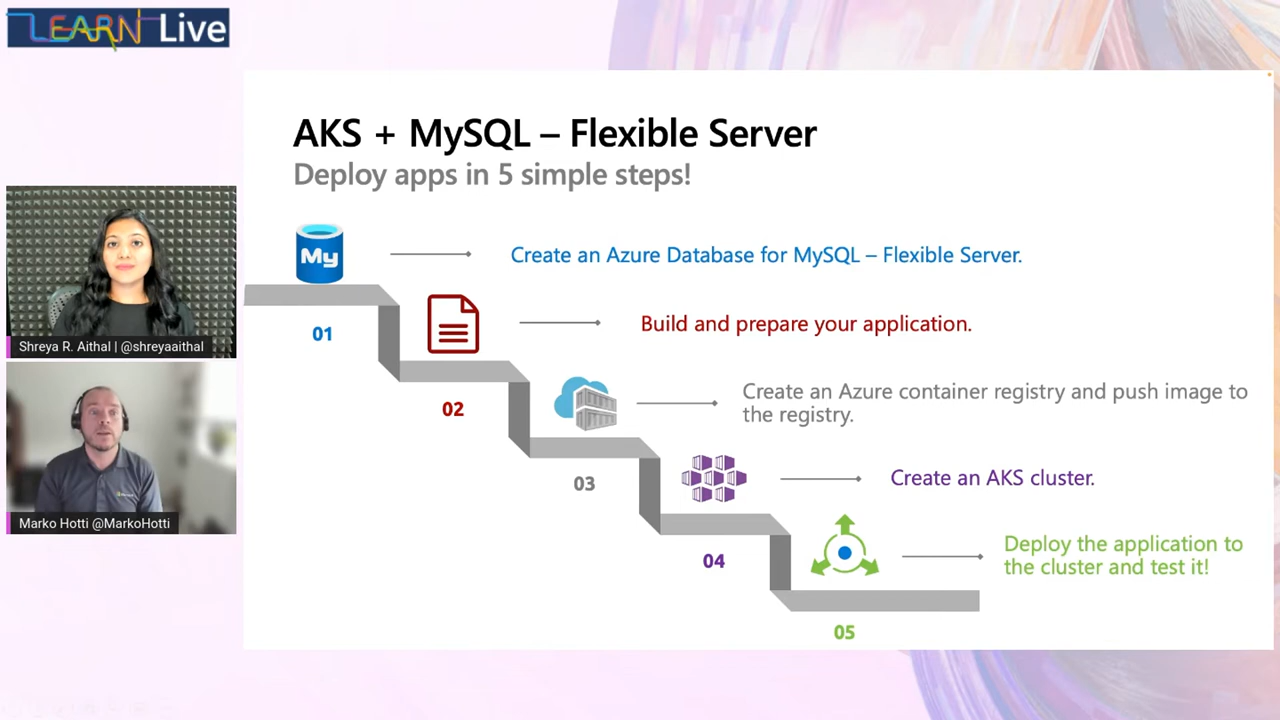 LEARN Live
AKS + MySQL – Flexible Server
Deploy apps in 5 simple steps!
My
Create an Azure Database for MySQL – Flexible Server.
01
Build and prepare your application.
02
Create an Azure container registry and push image to
the registry.
03
Create an AKS cluster.
04
Deploy the application to
the cluster and test it!
05
Shreya R. Aithal | @shreyaaithal
Marko Hotti @MarkoHotti